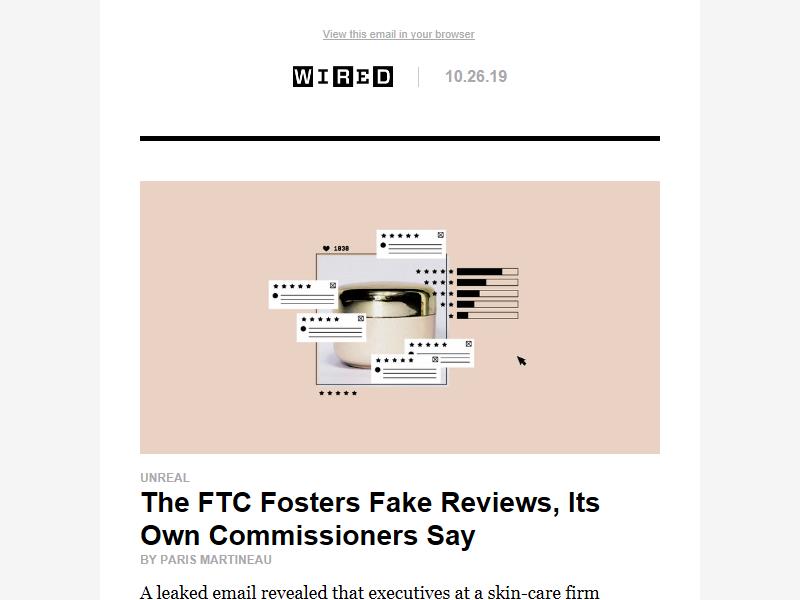 View this email in your browser
WIRED
10.26.19
1030
UNREAL
The FTC Fosters Fake Reviews, Its
Own Commissioners Say
BY PARIS MARTINEAU
A leaked email revealed that executives at a skin-care firm